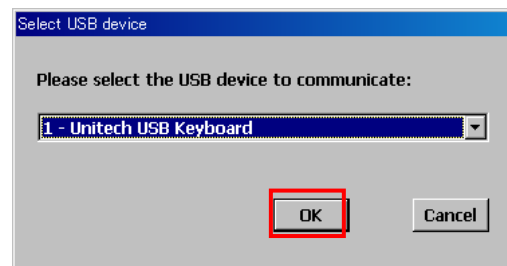 Select USB device
Please select the USB device to communicate:
1 - Unitech USB Keyboard
OK
Cancel